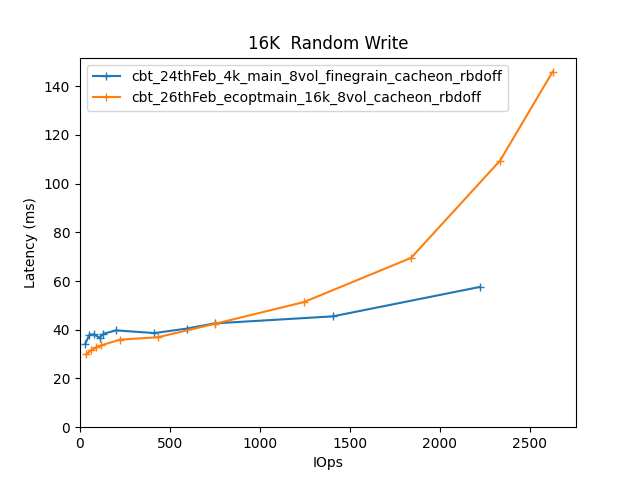 16K  Random Write
cbt_24thFeb_4k_main_8vol_finegrain_cacheon_rbdoff
cbt_26thFeb_ecoptmain_16k_8vol_cacheon_rbdoff
Latency (ms)
140
120
100
80
60
40
20
0
0 500 1000 1500 2000 2500
IOps